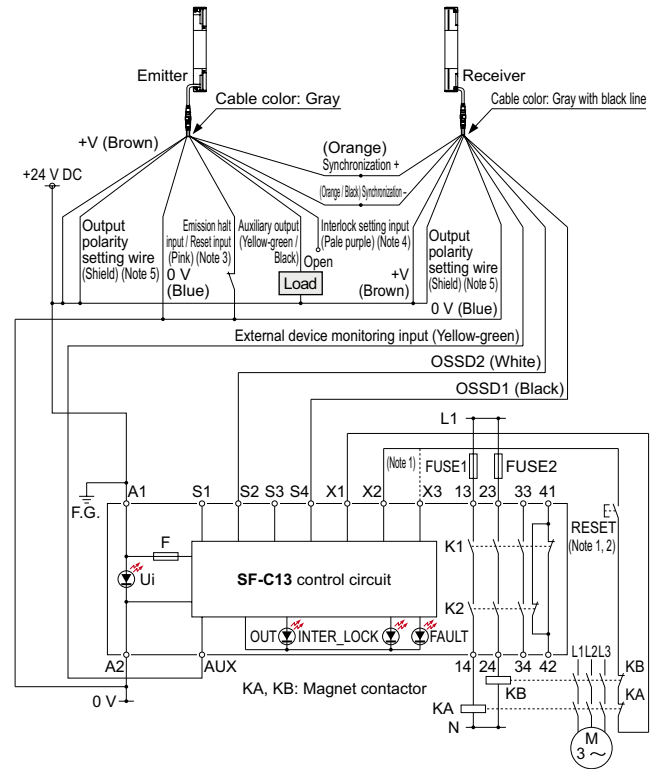 Emitter
Receiver
Cable color: Gray
Cable color: Gray with black line
+V (Brown)
(Orange)
Synchronization +
+24 V DC
(Orange / Black) Synchronization –
Output
polarity
setting wire
(Shield) (Note 5)
Emission halt
input / Reset input
(Pink) (Note 3)
0 V
(Blue)
Auxiliary output
(Yellow-green /
Black)
Load
Interlock setting input
(Pale purple) (Note 4)
Open
+V
(Brown)
Output
polarity
setting wire
(Shield) (Note 5)
0 V (Blue)
External device monitoring input (Yellow-green)
OSSD2 (White)
OSSD1 (Black)
L1
(Note 1)
FUSE1
FUSE2
F.G.
A1 S1 S2 S3 S4 X1 X2 X3 13 23 33 41
RESET
(Note 1, 2)
F
K1
Ui
SF-C13 control circuit
K2
OUT
INTER_LOCK
FAULT
A2 AUX 14 24 34 42
L1L2L3
KB
KA
KA, KB: Magnet contactor
KB
KA
0 V
N
M
3 ~